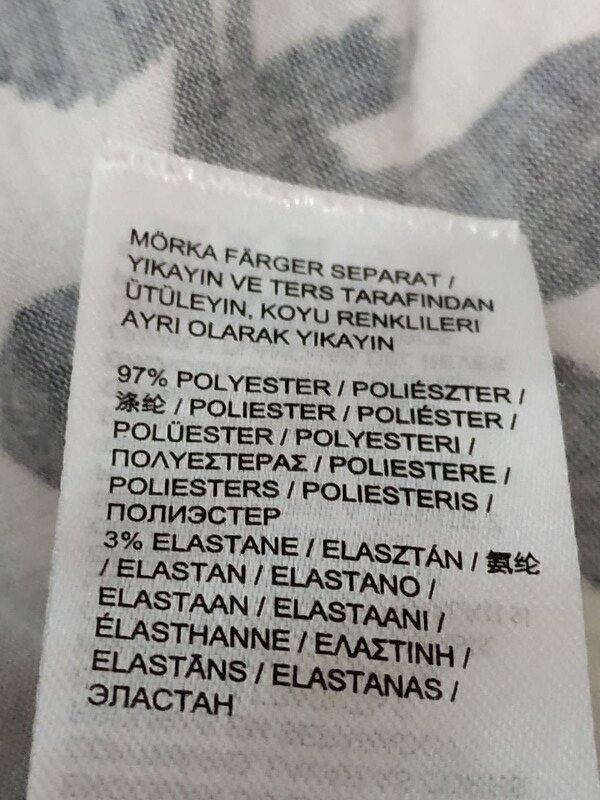 MÖRKA FÄRGER SEPARAT /
YIKAYIN VE TERS TARAFINDAN
ÜTÜLEYIN, KOYU RENKLILERI
AYRI OLARAK YIKAYIN
97% POLYESTER / POLIÉSZTER /
涤纶 / POLIESTER / POLIÉSTER /
POLÜESTER / POLYESTERI /
ΠΟΛΥΕΣΤΕΡΑΣ / POLIESTERE /
POLIESTERS / POLIESTERIS /
ПОЛИЭСТЕР
3% ELASTANE / ELASZTÁN / 氨纶
/ ELASTAN / ELASTANO /
ELASTAAN / ELASTAANI /
ÉLASTHANNE / ΕΛΑΣΤΙΝΗ /
ELASTĀNS / ELASTANAS /
ЭЛАСТАН